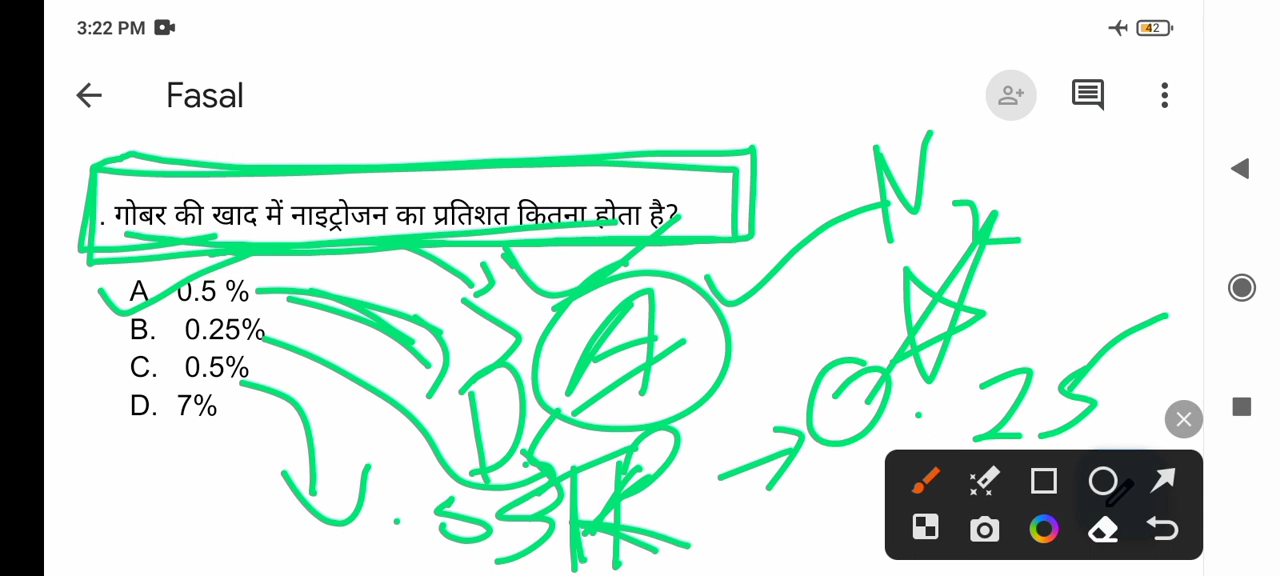 3:22 PM
42
Fasal
. गोबर की खाद में नाइट्रोजन का प्रतिशत कितना होता है?
N
A 0.5 %
B. 0.25%
A
C. 0.5%
D. 7%
D
0.25